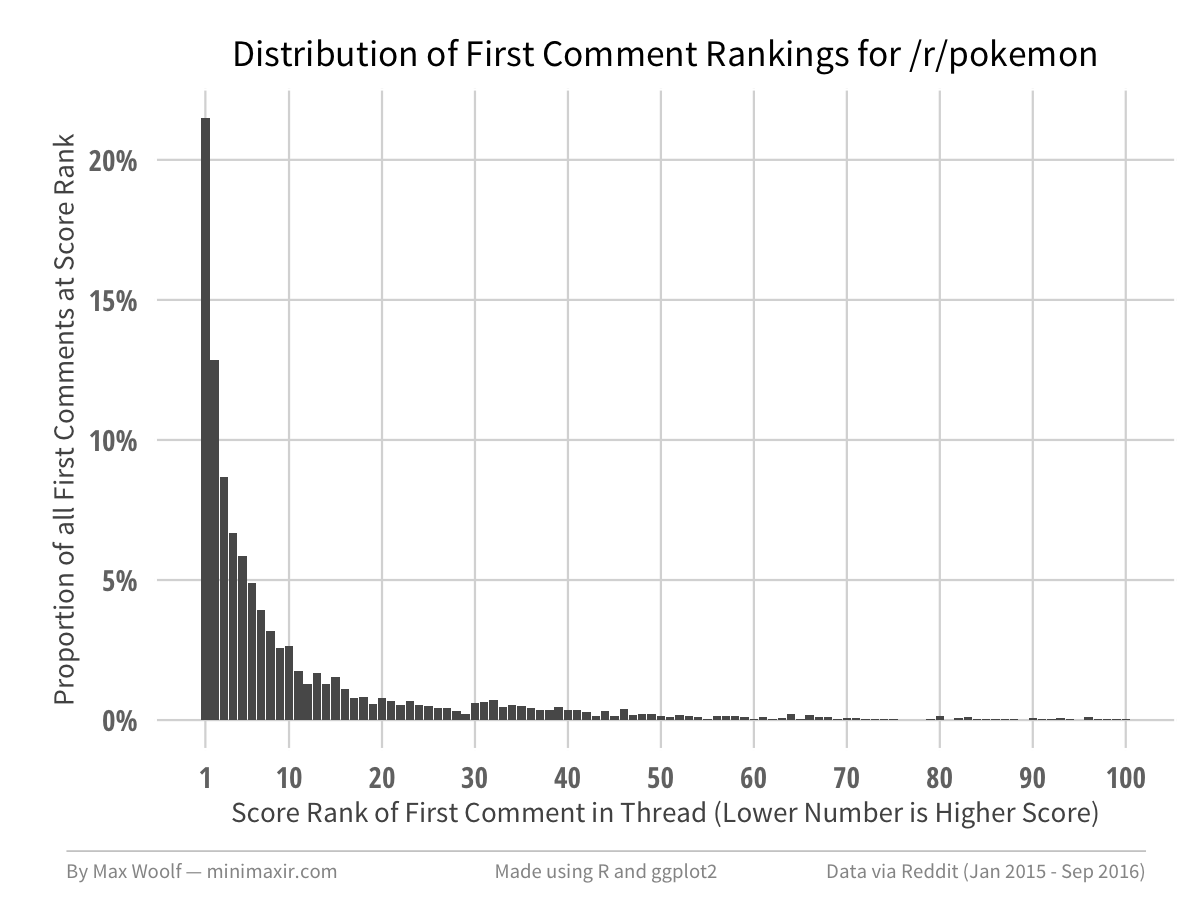 Distribution of First Comment Rankings for /r/pokemon
Proportion of all First Comments at Score Rank
20%
15%
10%
5%
0%
1 10 20 30 40 50 60 70 80 90 100
Score Rank of First Comment in Thread (Lower Number is Higher Score)
By Max Woolf — minimaxir.com Made using R and ggplot2 Data via Reddit (Jan 2015 - Sep 2016)